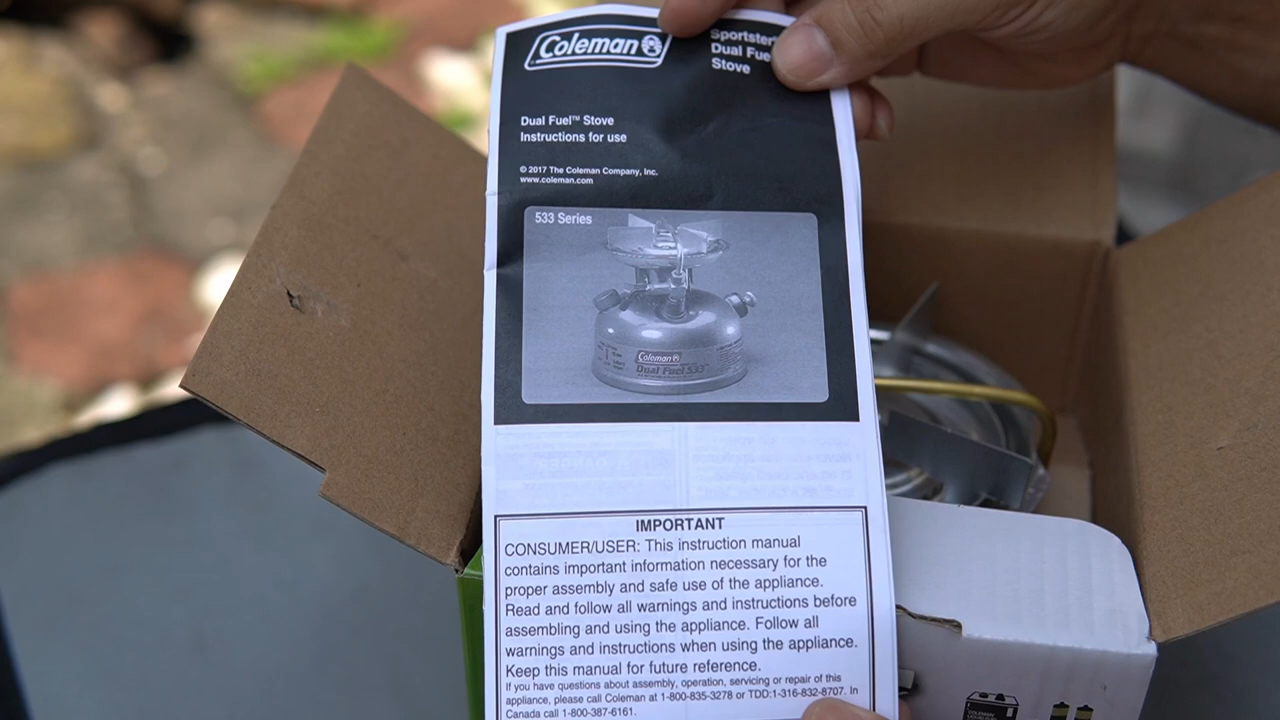 Coleman
Sportster
Dual Fue
Stove
Dual Fuel™ Stove
Instructions for use
© 2017 The Coleman Company, Inc.
www.coleman.com
533 Series
Coleman
Dual Fuel 533™
DANGER
IMPORTANT
CONSUMER/USER: This instruction manual
contains important information necessary for the
proper assembly and safe use of the appliance.
Read and follow all warnings and instructions before
assembling and using the appliance. Follow all
warnings and instructions when using the appliance.
Keep this manual for future reference.
If you have questions about assembly, operation, servicing or repair of this
appliance, please call Coleman at 1-800-835-3278 or TDD:1-316-832-8707. In
Canada call 1-800-387-6161.
COLEMAN